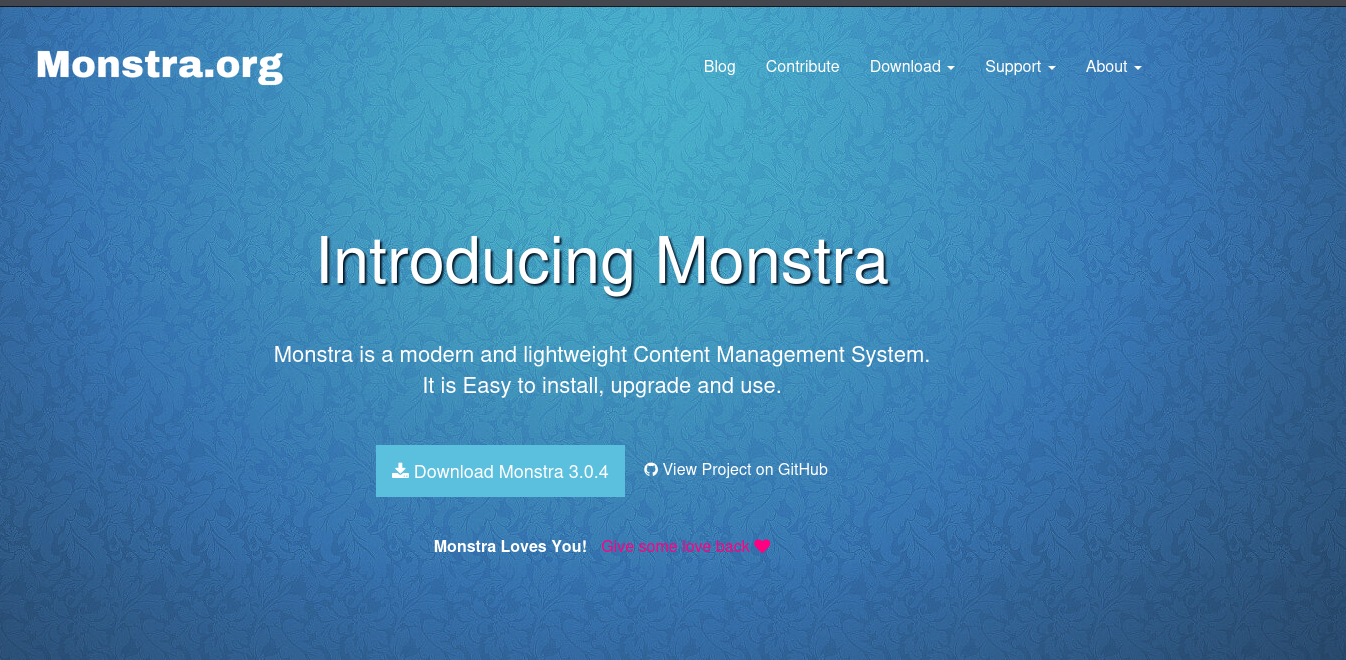 Monstra.org
Blog Contribute Download Support About
Introducing Monstra
Monstra is a modern and lightweight Content Management System.
It is Easy to install, upgrade and use.
Download Monstra 3.0.4 View Project on GitHub
Monstra Loves You! Give some love back